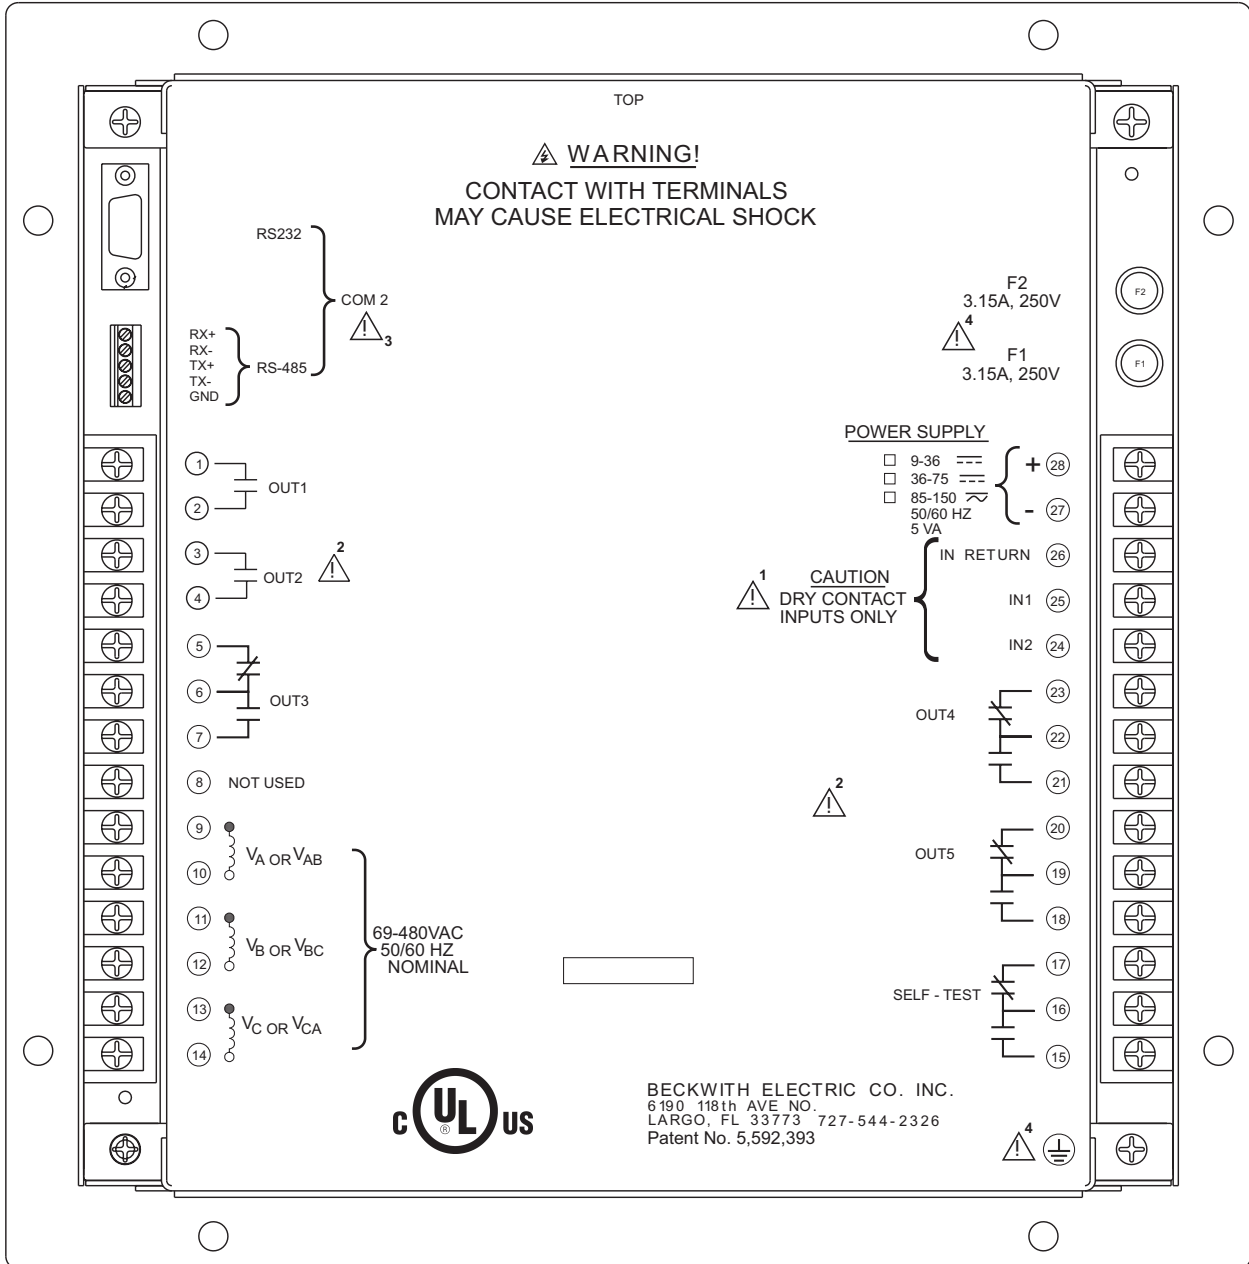 TOP
WARNING!
CONTACT WITH TERMINALS
MAY CAUSE ELECTRICAL SHOCK
RS232
COM 2
3
RX+
RX-
TX+
TX-
GND
RS-485
F2
3.15A, 250V
4
F1
3.15A, 250V
F2
F1
1
2
OUT1
3
4
OUT2
2
5
6
7
OUT3
8 NOT USED
9
10
VA OR VAB
11
12
VB OR VBC
13
14
VC OR VCA
69-480VAC
50/60 HZ
NOMINAL
POWER SUPPLY
9-36
36-75
85-150
50/60 HZ
5 VA
+ 28
- 27
1
CAUTION
DRY CONTACT
INPUTS ONLY
IN RETURN 26
IN1 25
IN2 24
OUT4
23
22
21
2
OUT5
20
19
18
SELF - TEST
17
16
15
C UL US
®
BECKWITH ELECTRIC CO. INC.
6190 118th AVE NO.
LARGO, FL 33773 727-544-2326
Patent No. 5,592,393
4